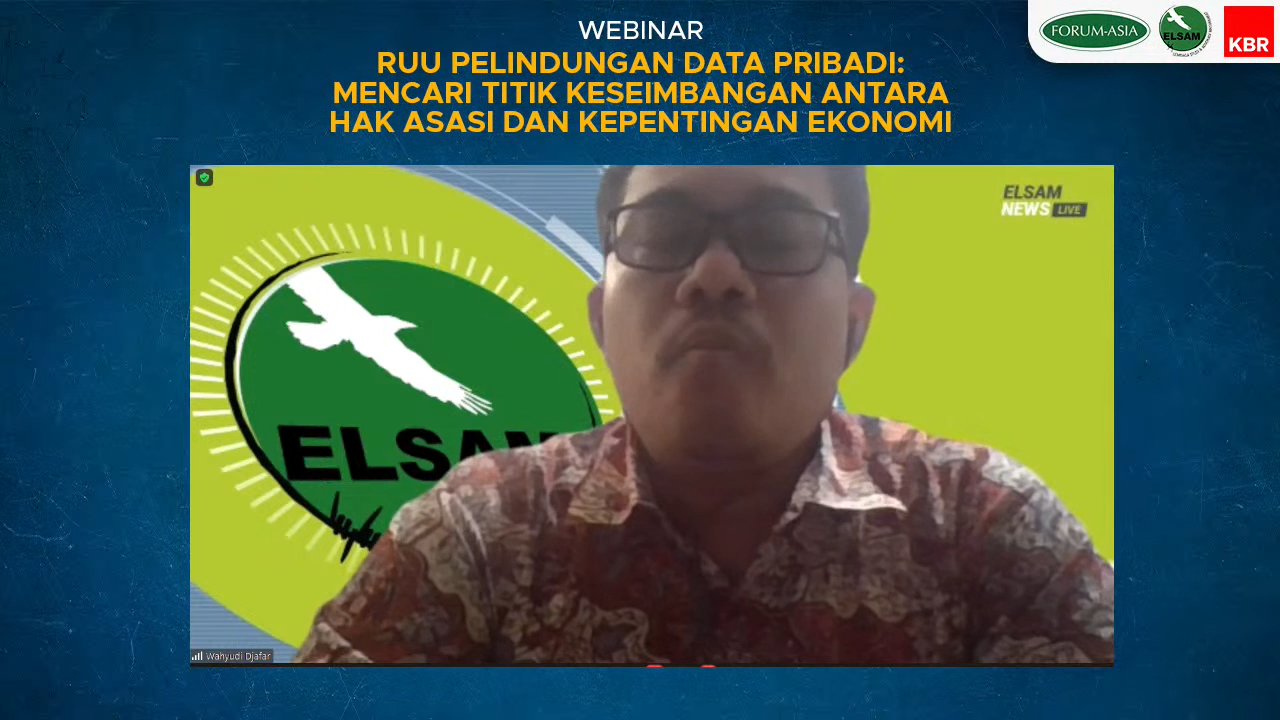 WEBINAR
RUU PELINDUNGAN DATA PRIBADI:
MENCARI TITIK KESEIMBANGAN ANTARA
HAK ASASI DAN KEPENTINGAN EKONOMI
FORUM-ASIA
ELSAM
KBR
ELSAM
NEWS LIVE
ELSAM
Wahyudi Djafar